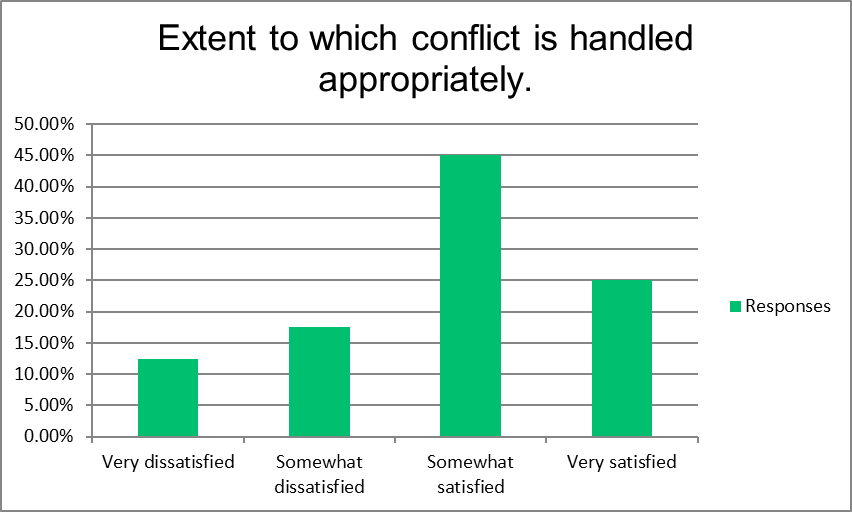 Extent to which conflict is handled
appropriately.
50.00%
45.00%
40.00%
35.00%
30.00%
25.00%
20.00%
15.00%
10.00%
5.00%
0.00%
Very dissatisfied
Somewhat
dissatisfied
Somewhat
satisfied
Very satisfied
Responses